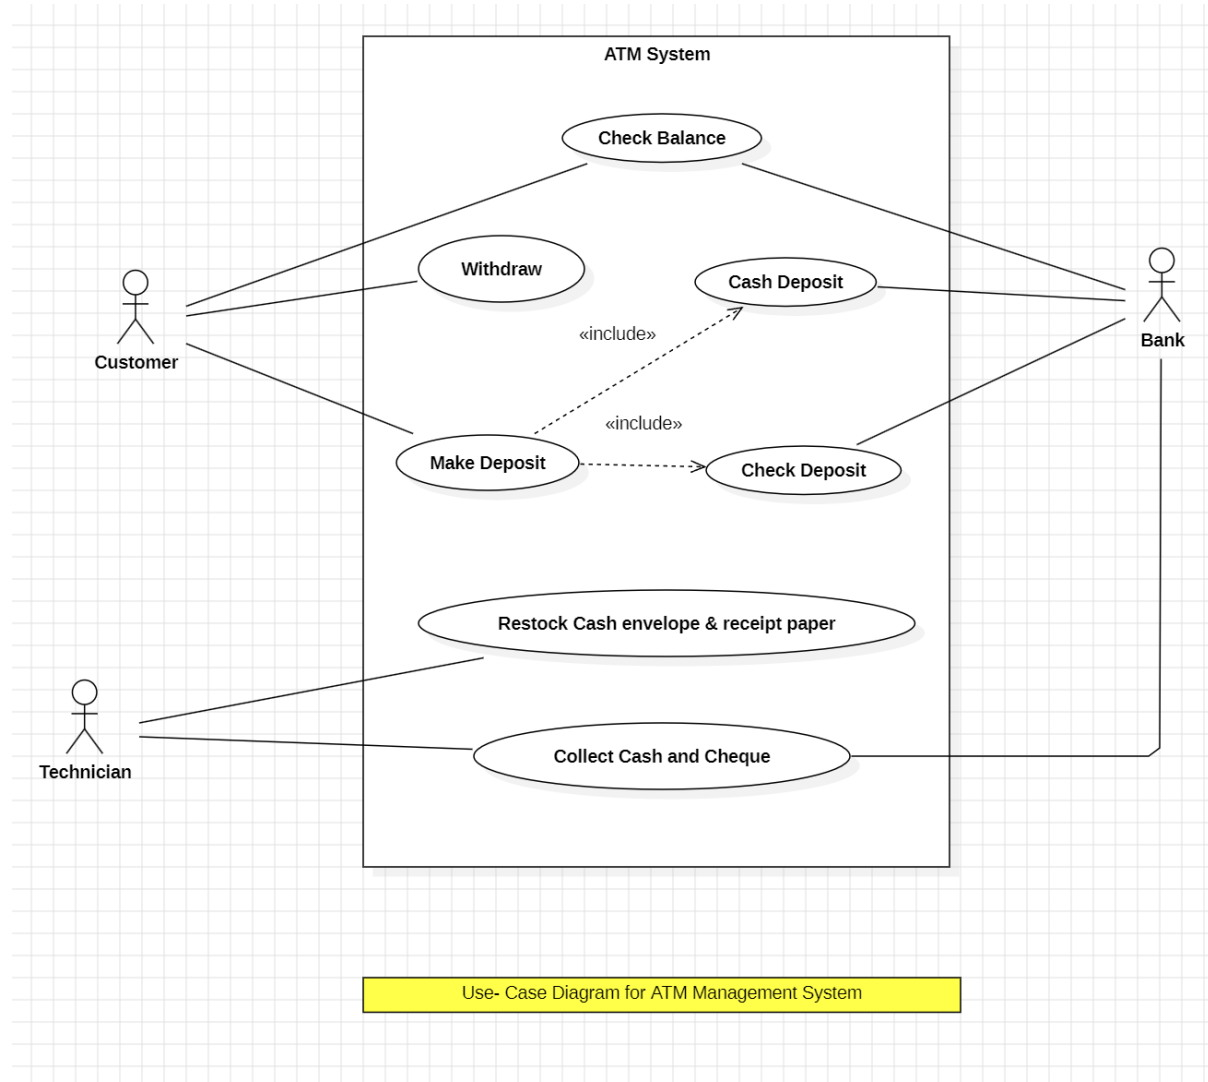 ATM System
Check Balance
Withdraw
Cash Deposit
«include»
Customer
Bank
«include»
Make Deposit
Check Deposit
Restock Cash envelope & receipt paper
Technician
Collect Cash and Cheque
Use- Case Diagram for ATM Management System